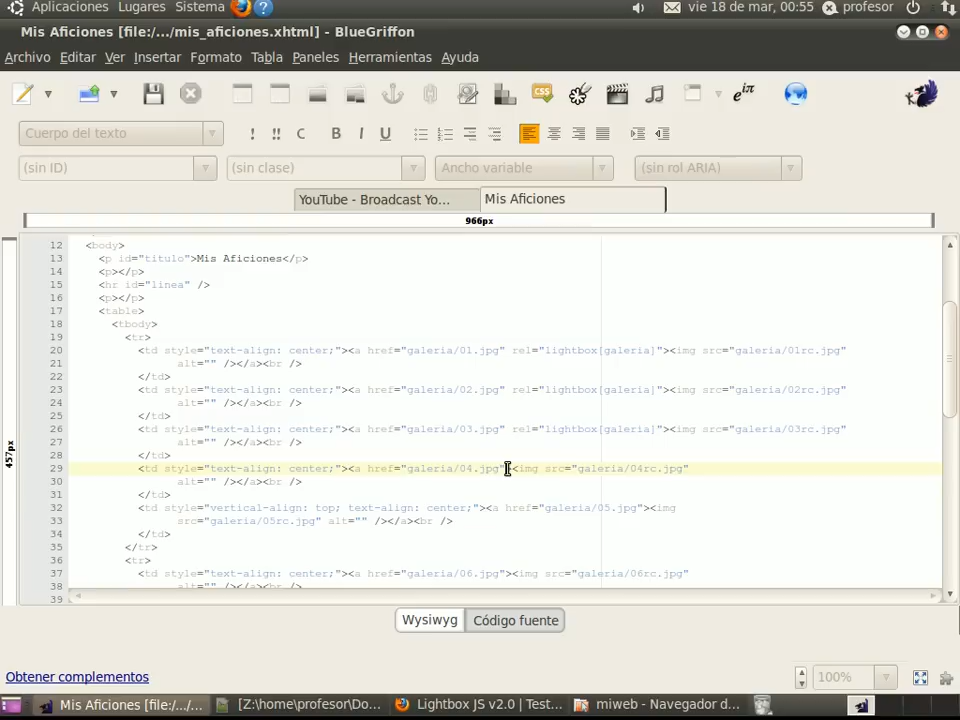 Aplicaciones Lugares Sistema ? vie 18 de mar, 00:55 profesor
Mis Aficiones [file:/.../mis_aficiones.xhtml] - BlueGriffon
Archivo Editar Ver Insertar Formato Tabla Paneles Herramientas Ayuda
CSS
Cuerpo del texto ! !! C B I U
(sin ID) (sin clase) Ancho variable (sin rol ARIA)
YouTube - Broadcast Yo... Mis Aficiones
966px
457px
12 <body>
13 <p id="titulo">Mis Aficiones</p>
14 <p></p>
15 <hr id="linea" />
16 <p></p>
17 <table>
18 <tbody>
19 <tr>
20 <td style="text-align: center;"><a href="galeria/01.jpg" rel="lightbox[galeria]"><img src="galeria/01rc.jpg"
21 alt="" /></a><br />
22 </td>
23 <td style="text-align: center;"><a href="galeria/02.jpg" rel="lightbox[galeria]"><img src="galeria/02rc.jpg"
24 alt="" /></a><br />
25 </td>
26 <td style="text-align: center;"><a href="galeria/03.jpg" rel="lightbox[galeria]"><img src="galeria/03rc.jpg"
27 alt="" /></a><br />
28 </td>
29 <td style="text-align: center;"><a href="galeria/04.jpg"><img src="galeria/04rc.jpg"
30 alt="" /></a><br />
31 </td>
32 <td style="vertical-align: top; text-align: center;"><a href="galeria/05.jpg"><img
33 src="galeria/05rc.jpg" alt="" /></a><br />
34 </td>
35 </tr>
36 <tr>
37 <td style="text-align: center;"><a href="galeria/06.jpg"><img src="galeria/06rc.jpg"
38 alt="" /></a><br />
39
Wysiwyg Código fuente
Obtener complementos 100%
Mis Aficiones [file:/.../... [Z:\home\profesor\Do... Lightbox JS v2.0 | Test... miweb - Navegador d...